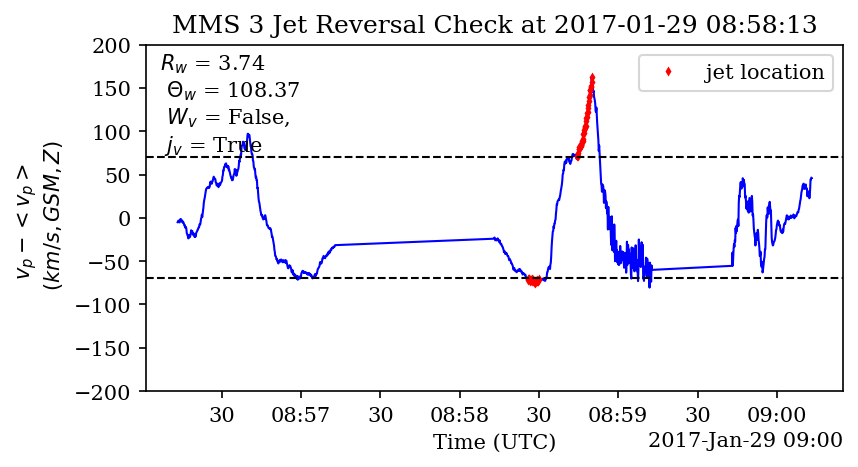 MMS 3 Jet Reversal Check at 2017-01-29 08:58:13
R_w = 3.74
Θ_w = 108.37
W_v = False,
j_v = True
jet location
200
150
100
50
0
−50
−100
−150
−200
v_p − < v_p >
(km/s, GSM, Z)
30 08:57 30 08:58 30 08:59 30 09:00
Time (UTC)
2017-Jan-29 09:00